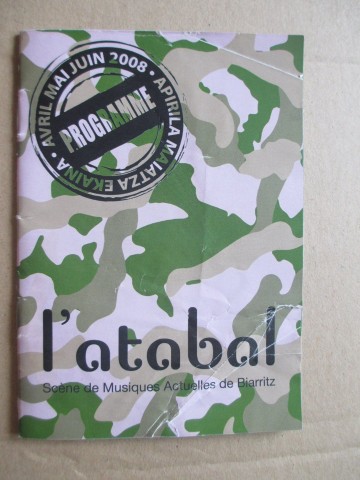 AVRIL MAI JUIN 2008 • APIRILA MAIATZA EKAINA •
PROGRAMME
l'atabal
Scène de Musiques Actuelles de Biarritz